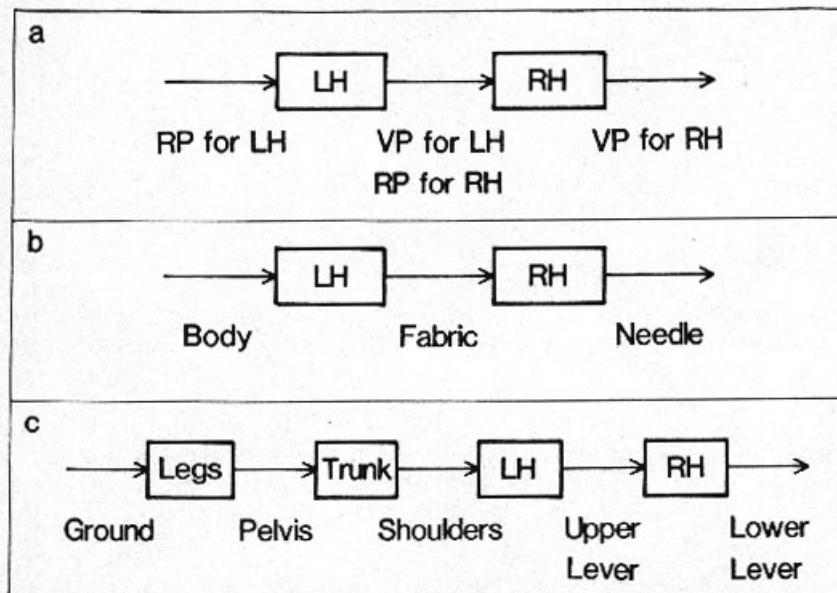 a
LH RH
RP for LH VP for LH VP for RH
RP for RH
b
LH RH
Body Fabric Needle
c
Legs Trunk LH RH
Ground Pelvis Shoulders Upper Lower
Lever Lever